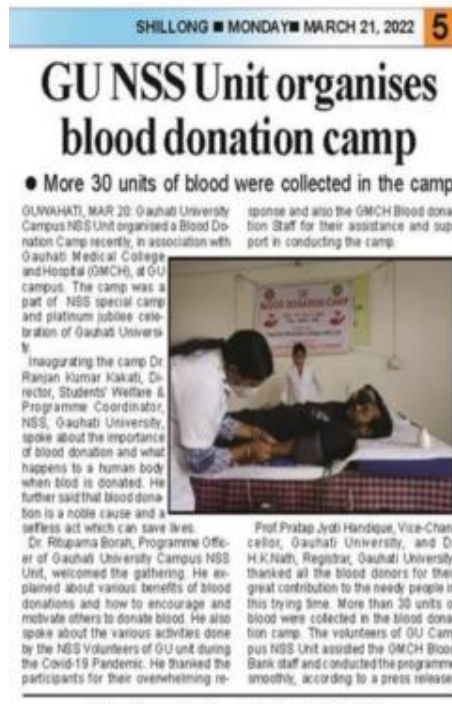 SHILLONG ■ MONDAY■ MARCH 21, 2022 5
GU NSS Unit organises
blood donation camp
● More 30 units of blood were collected in the camp
GUWAHATI, MAR 20: Gauhati University
Campus NSS Unit organised a Blood Do-
nation Camp recently, in association with
Gauhati Medical College
and Hospital (GMCH), at GU
campus. The camp was a
part of NSS special camp
and platinum jubilee cele-
bration of Gauhati Universi-
ty.
Inaugurating the camp Dr.
Ranjan Kumar Kakati, Di-
rector, Students' Welfare &
Programme Coordinator,
NSS, Gauhati University,
spoke about the importance
of blood donation and what
happens to a human body
when blod is donated. He
further said that blood dona-
tion is a noble cause and a
selfless act which can save lives.
Dr. Rituparna Borah, Programme Offic-
er of Gauhati University Campus NSS
Unit, welcomed the gathering. He ex-
plained about various benefits of blood
donations and how to encourage and
motivate others to donate blood. He also
spoke about the various activities done
by the NSS Volunteers of GU unit during
the Covid-19 Pandemic. He thanked the
participants for their overwhelming re-
sponse and also the GMCH Blood dona
tion Staff for their assistance and sup
port in conducting the camp.
BLOOD DONATION CAMP
Prof.Pratap Jyoti Handique, Vice-Chan
cellor, Gauhati University, and D
H.K.Nath, Registrar, Gauhati University
thanked all the blood donors for thei
great contribution to the needy people i
this trying time. More than 30 units o
blood were collected in the blood dona
tion camp. The volunteers of GU Cam
pus NSS Unit assisted the GMCH Bloo
Bank staff and conducted the programme
smoothly, according to a press release